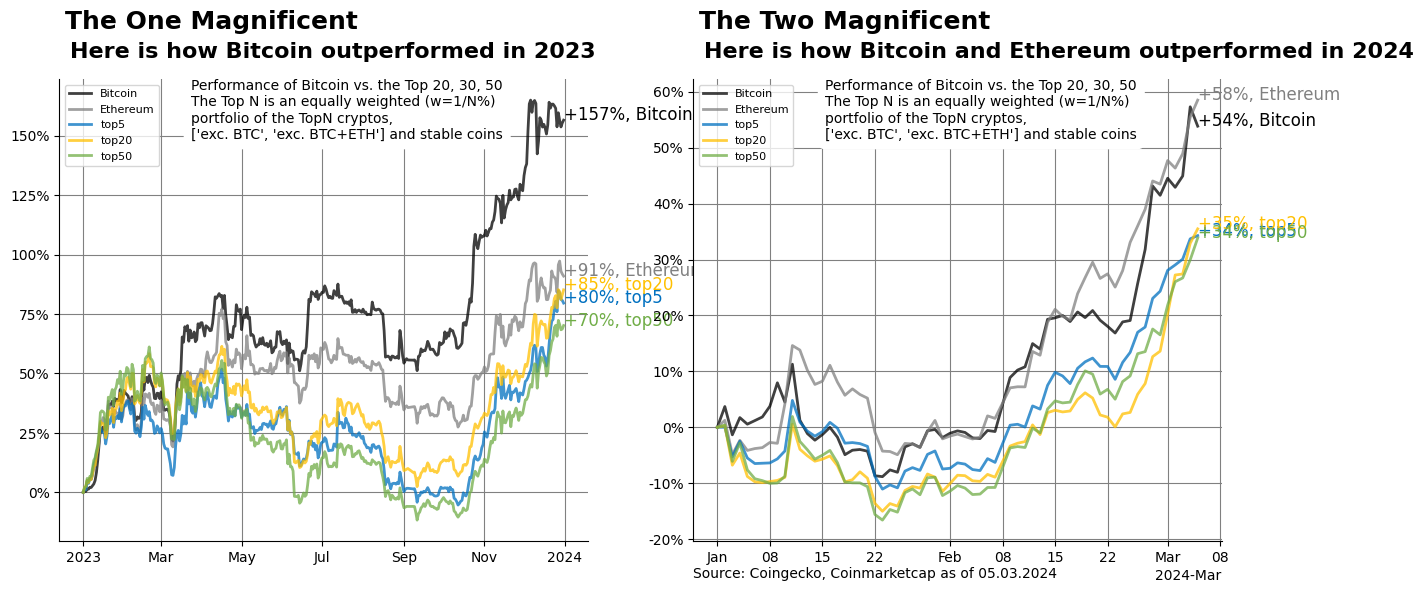 The One Magnificent
Here is how Bitcoin outperformed in 2023
Performance of Bitcoin vs. the Top 20, 30, 50
The Top N is an equally weighted (w=1/N%)
portfolio of the TopN cryptos,
['exc. BTC', 'exc. BTC+ETH'] and stable coins
Bitcoin
Ethereum
top5
top20
top50
150%
125%
100%
75%
50%
25%
0%
+157%, Bitcoin
+91%, Ethereum
+85%, top20
+80%, top5
+70%, top50
2023 Mar May Jul Sep Nov 2024
The Two Magnificent
Here is how Bitcoin and Ethereum outperformed in 2024
Performance of Bitcoin vs. the Top 20, 30, 50
The Top N is an equally weighted (w=1/N%)
portfolio of the TopN cryptos,
['exc. BTC', 'exc. BTC+ETH'] and stable coins
Bitcoin
Ethereum
top5
top20
top50
60%
50%
40%
30%
20%
10%
0%
-10%
-20%
+58%, Ethereum
+54%, Bitcoin
+35%, top20
+34%, top5
+34%, top50
Jan 08 15 22 Feb 08 15 22 Mar 08
2024-Mar
Source: Coingecko, Coinmarketcap as of 05.03.2024